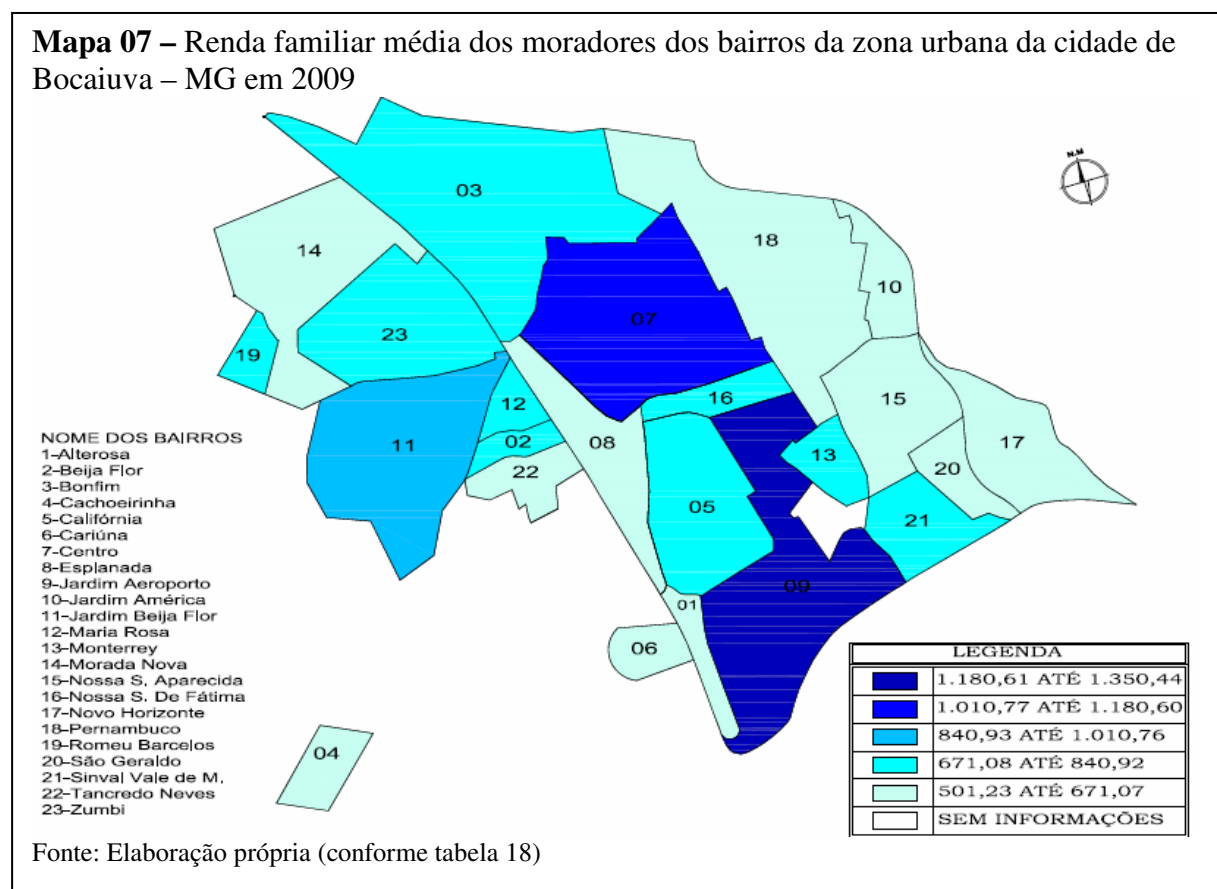 Mapa 07 – Renda familiar média dos moradores dos bairros da zona urbana da cidade de
Bocaiuva – MG em 2009
N.M
03
14
18
10
07
23
19
16
12
15
11
08
02
17
13
22
20
05
21
09
01
06
04
NOME DOS BAIRROS
1-Alterosa
2-Beija Flor
3-Bonfim
4-Cachoeirinha
5-Califórnia
6-Cariúna
7-Centro
8-Esplanada
9-Jardim Aeroporto
10-Jardim América
11-Jardim Beija Flor
12-Maria Rosa
13-Monterrey
14-Morada Nova
15-Nossa S, Aparecida
16-Nossa S. De Fátima
17-Novo Horizonte
18-Pernambuco
19-Romeu Barcelos
20-São Geraldo
21-Sinval Vale de M,
22-Tancredo Neves
23-Zumbi
LEGENDA
1.180,61 ATÉ 1.350,44
1.010,77 ATÉ 1.180,60
840,93 ATÉ 1.010,76
671,08 ATÉ 840,92
501,23 ATÉ 671,07
SEM INFORMAÇÕES
Fonte: Elaboração própria (conforme tabela 18)